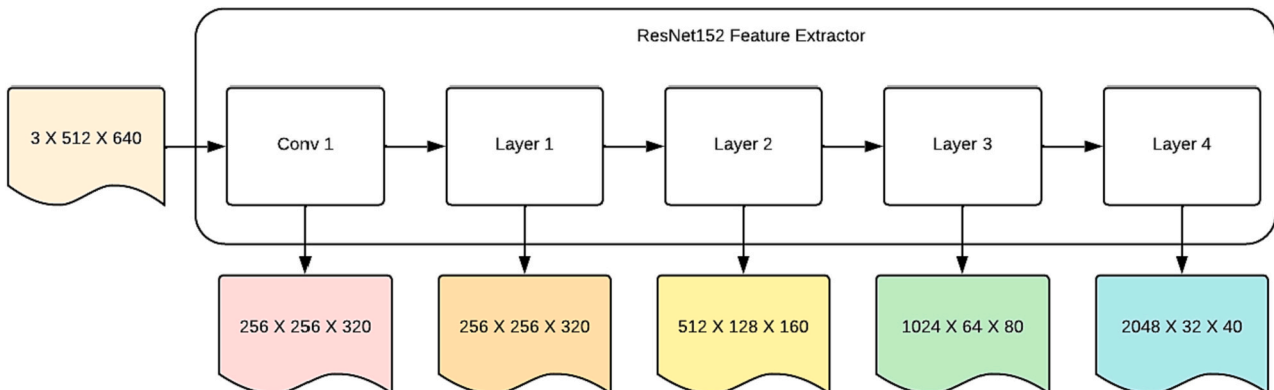 ResNet152 Feature Extractor
3 X 512 X 640
Conv 1
Layer 1
Layer 2
Layer 3
Layer 4
256 X 256 X 320
256 X 256 X 320
512 X 128 X 160
1024 X 64 X 80
2048 X 32 X 40